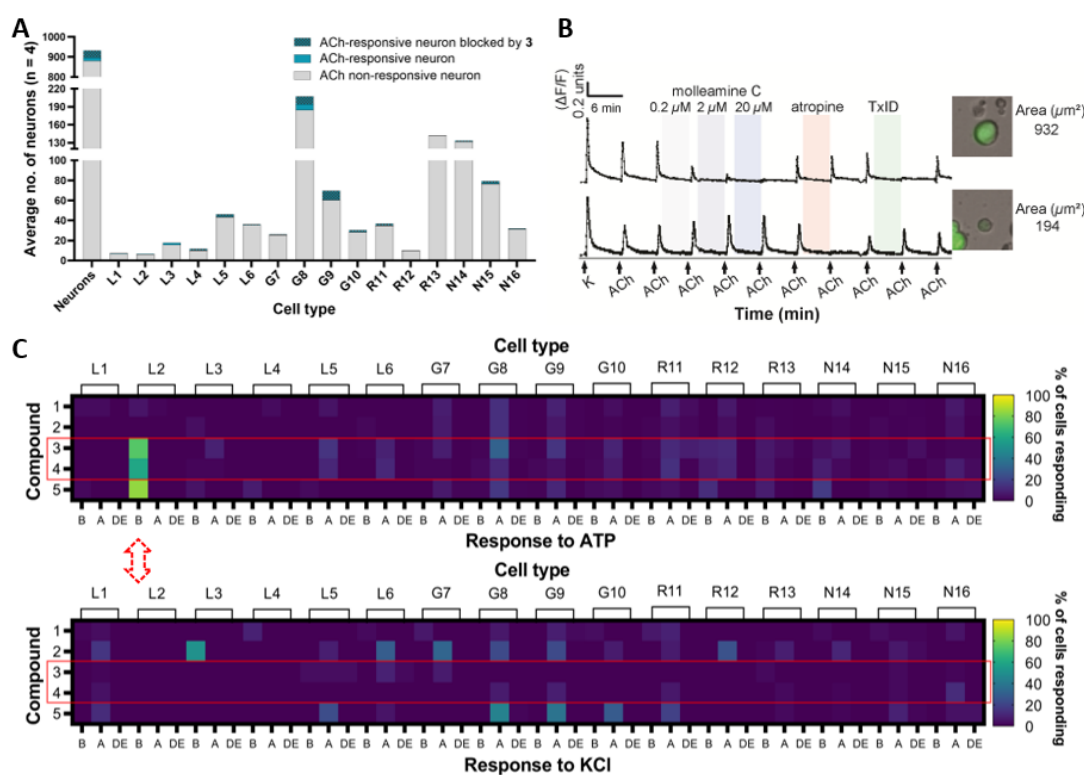 A
Average no. of neurons (n = 4)
1000
900
800
700
600
500
400
300
207
190
170
150
130
110
100
80
60
40
20
0
ACh-responsive neuron blocked by 3
ACh-responsive neuron
ACh non-responsive neuron
Neurons L1 L2 L3 L4 L5 L6 G7 G8 G9 G10 R11 R12 R13 N14 N15 N16
Cell type
B
(ΔF/F)
0.2 units
6 min
molleamine C
0.2 µM 2 µM 20 µM atropine TxID
Area (µm²)
932
Area (µm²)
194
K ACh ACh ACh ACh ACh ACh ACh ACh ACh ACh
Time (min)
C
Cell type
L1 L2 L3 L4 L5 L6 G7 G8 G9 G10 R11 R12 R13 N14 N15 N16
Compound
1
2
3
4
5
B A DE B A DE B A DE B A DE B A DE B A DE B A DE B A DE B A DE B A DE B A DE B A DE B A DE B A DE B A DE B A DE
Response to ATP
% of cells responding
100
80
60
40
20
0
Cell type
L1 L2 L3 L4 L5 L6 G7 G8 G9 G10 R11 R12 R13 N14 N15 N16
Compound
1
2
3
4
5
B A DE B A DE B A DE B A DE B A DE B A DE B A DE B A DE B A DE B A DE B A DE B A DE B A DE B A DE B A DE B A DE
Response to KCl
% of cells responding
100
80
60
40
20
0